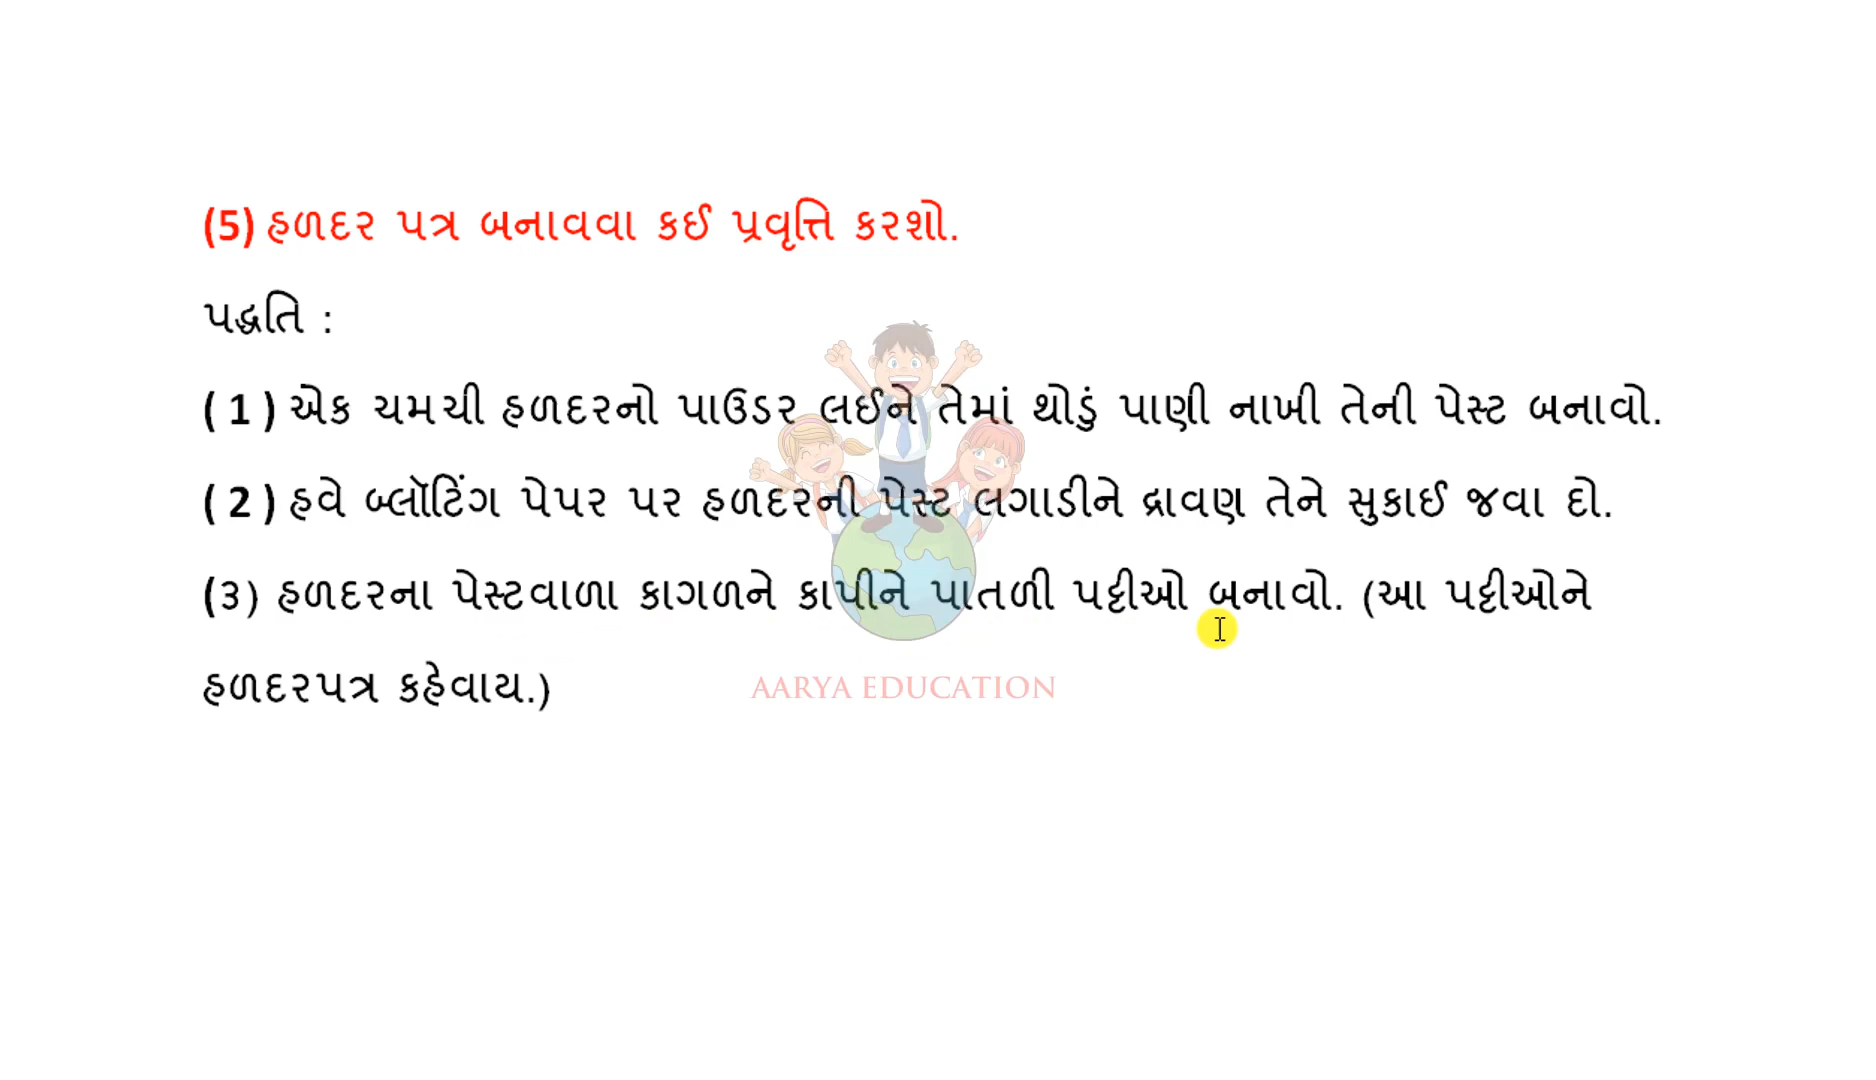 (5) હળદર પત્ર બનાવવા કઈ પ્રવૃત્તિ કરશો.
પદ્ધતિ :
( 1 ) એક ચમચી હળદરનો પાઉડર લઈને તેમાં થોડું પાણી નાખી તેની પેસ્ટ બનાવો.
( 2 ) હવે બ્લૉટિંગ પેપર પર હળદરની પેસ્ટ લગાડીને દ્રાવણ તેને સુકાઈ જવા દો.
(૩) હળદરના પેસ્ટવાળા કાગળને કાપીને પાતળી પટ્ટીઓ બનાવો. (આ પટ્ટીઓને
હળદરપત્ર કહેવાય.)
AARYA EDUCATION